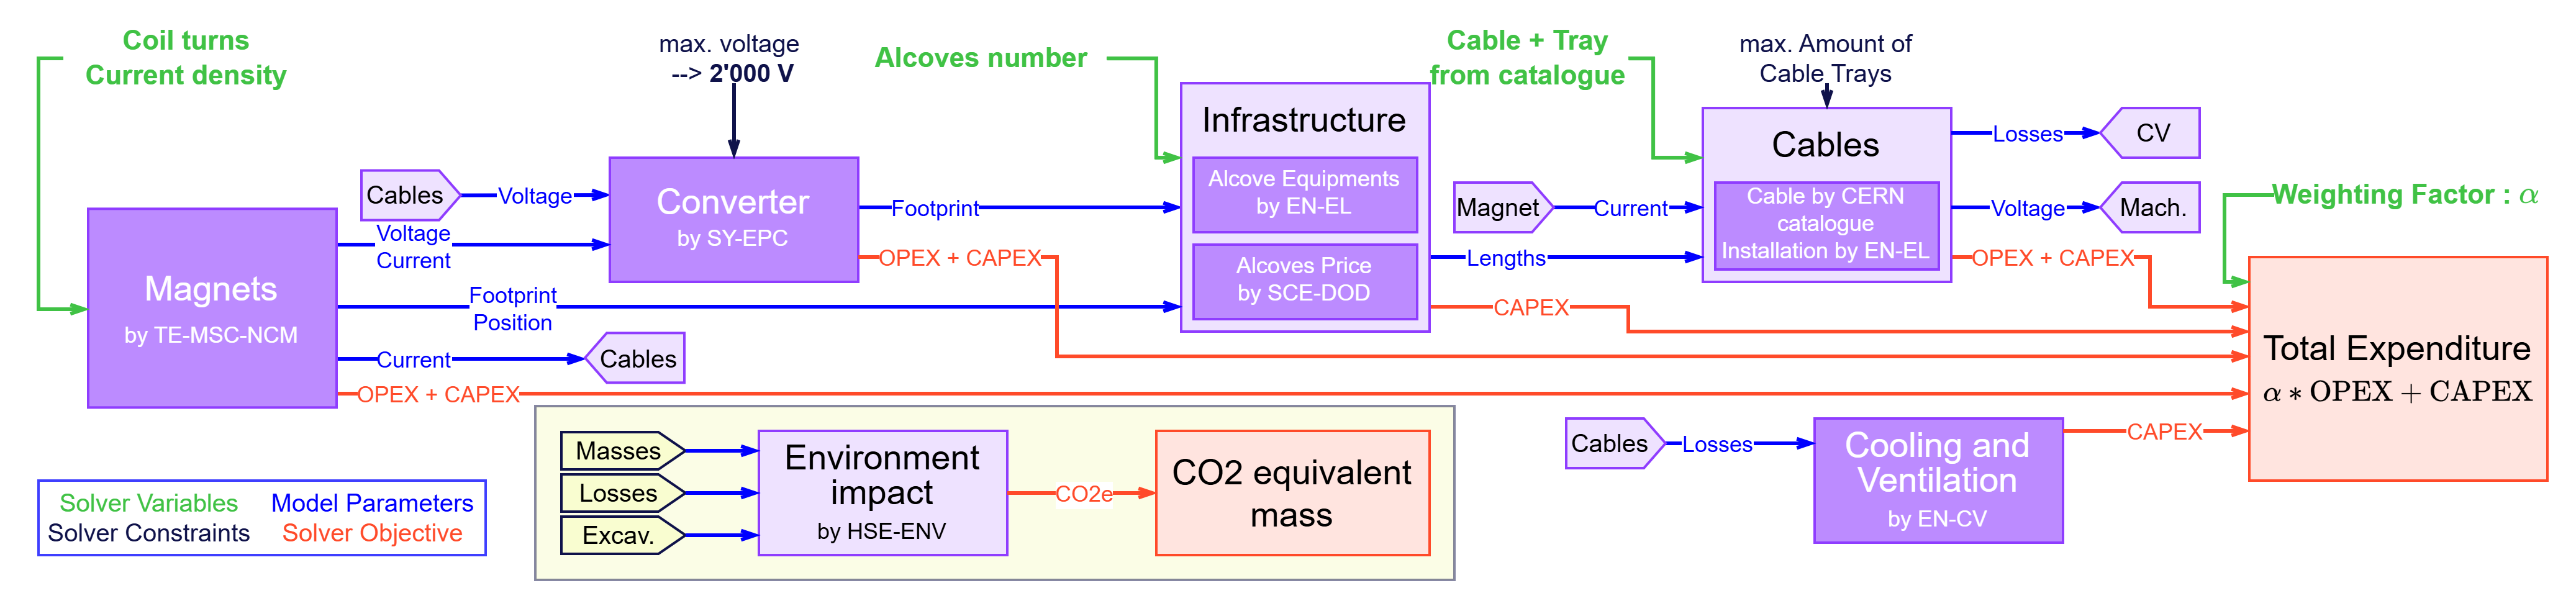 Coil turns
Current density
max. voltage
--> 2'000 V
Alcoves number
Cable + Tray
from catalogue
max. Amount of
Cable Trays
Weighting Factor : α
Magnets
by TE-MSC-NCM
Cables
Voltage
Voltage
Current
Footprint
Position
Current
Cables
OPEX + CAPEX
Converter
by SY-EPC
Footprint
OPEX + CAPEX
Infrastructure
Alcove Equipments
by EN-EL
Alcoves Price
by SCE-DOD
Magnet
Current
Lengths
CAPEX
Cables
Cable by CERN
catalogue
Installation by EN-EL
Losses
CV
Voltage
Mach.
OPEX + CAPEX
Total Expenditure
α ∗ OPEX + CAPEX
Cables
Losses
Cooling and
Ventilation
by EN-CV
CAPEX
Masses
Losses
Excav.
Environment
impact
by HSE-ENV
CO2e
CO2 equivalent
mass
Solver Variables
Model Parameters
Solver Constraints
Solver Objective